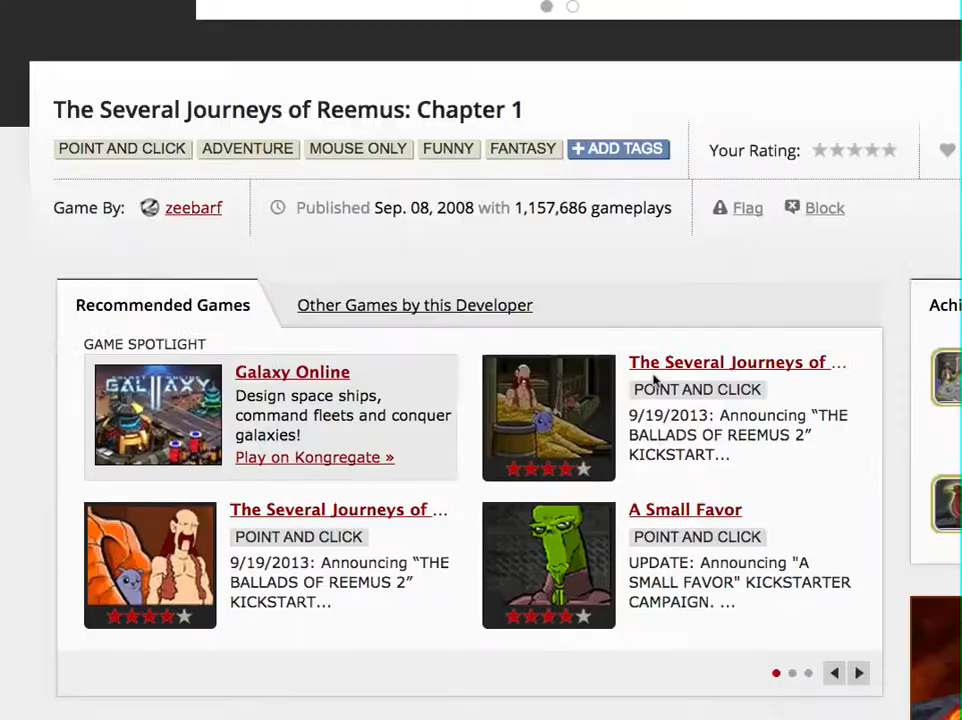 The Several Journeys of Reemus: Chapter 1
POINT AND CLICK ADVENTURE MOUSE ONLY FUNNY FANTASY + ADD TAGS
Your Rating:
Game By: zeebarf
Published Sep. 08, 2008 with 1,157,686 gameplays
Flag Block
Recommended Games
Other Games by this Developer
Achi
GAME SPOTLIGHT
GALAXY II
Galaxy Online
Design space ships,
command fleets and conquer
galaxies!
Play on Kongregate »
The Several Journeys of ...
POINT AND CLICK
9/19/2013: Announcing “THE
BALLADS OF REEMUS 2”
KICKSTART...
The Several Journeys of ...
POINT AND CLICK
9/19/2013: Announcing “THE
BALLADS OF REEMUS 2”
KICKSTART...
A Small Favor
POINT AND CLICK
UPDATE: Announcing "A
SMALL FAVOR" KICKSTARTER
CAMPAIGN. ...